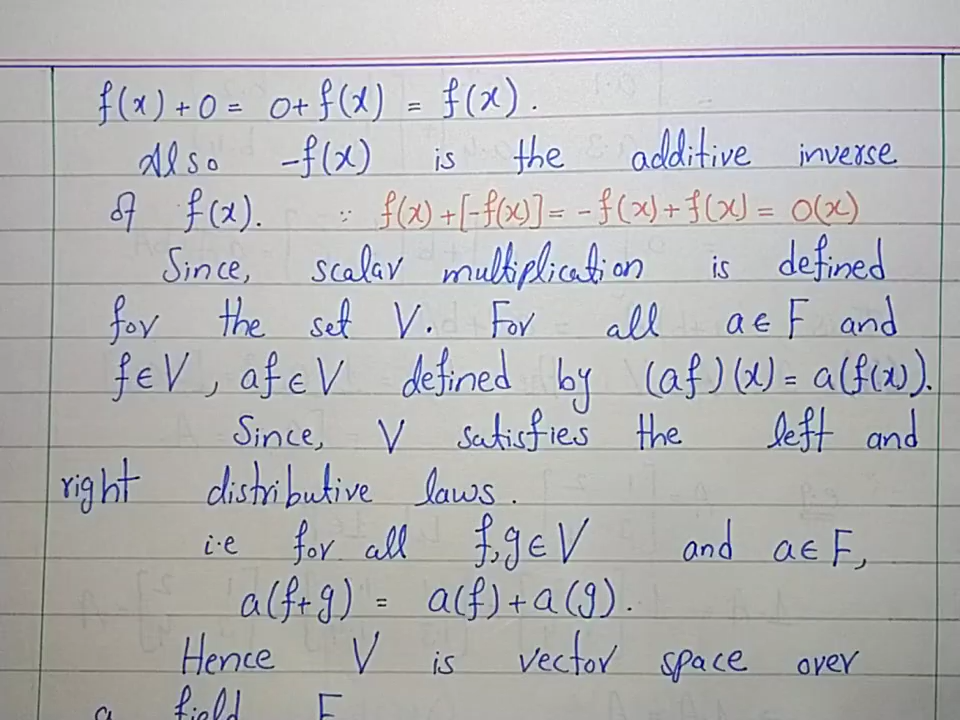 f(x) + 0 = 0 + f(x) = f(x).
Also -f(x) is the additive inverse
of f(x). ∵ f(x)+[-f(x)] = -f(x)+f(x) = 0(x)
Since, scalar multiplication is defined
for the set V. For all a∈F and
f∈V, af∈V defined by (af)(x) = a(f(x)).
Since, V satisfies the left and
right distributive laws.
i.e for all f,g∈V and a∈F,
a(f+g) = a(f)+a(g).
Hence V is vector space over
a field F